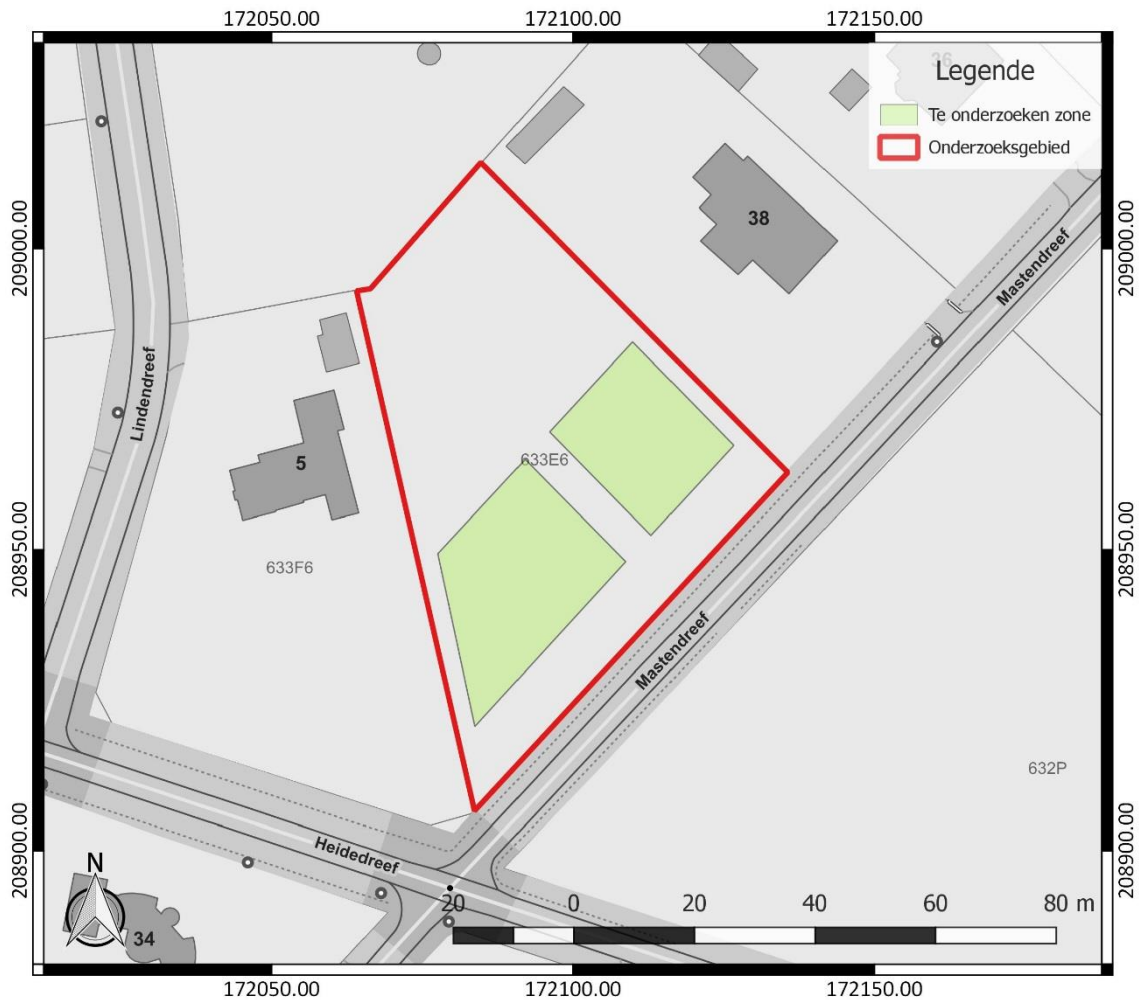 172050.00 172100.00 172150.00
36
Legende
Te onderzoeken zone
Onderzoeksgebied
38
209000.00
209000.00
Mastendreef
Lindendreef
5
633E6
633F6
208950.00
208950.00
Mastendreef
632P
208900.00
208900.00
Heidedreef
N
34
20 0 20 40 60 80 m
172050.00 172100.00 172150.00